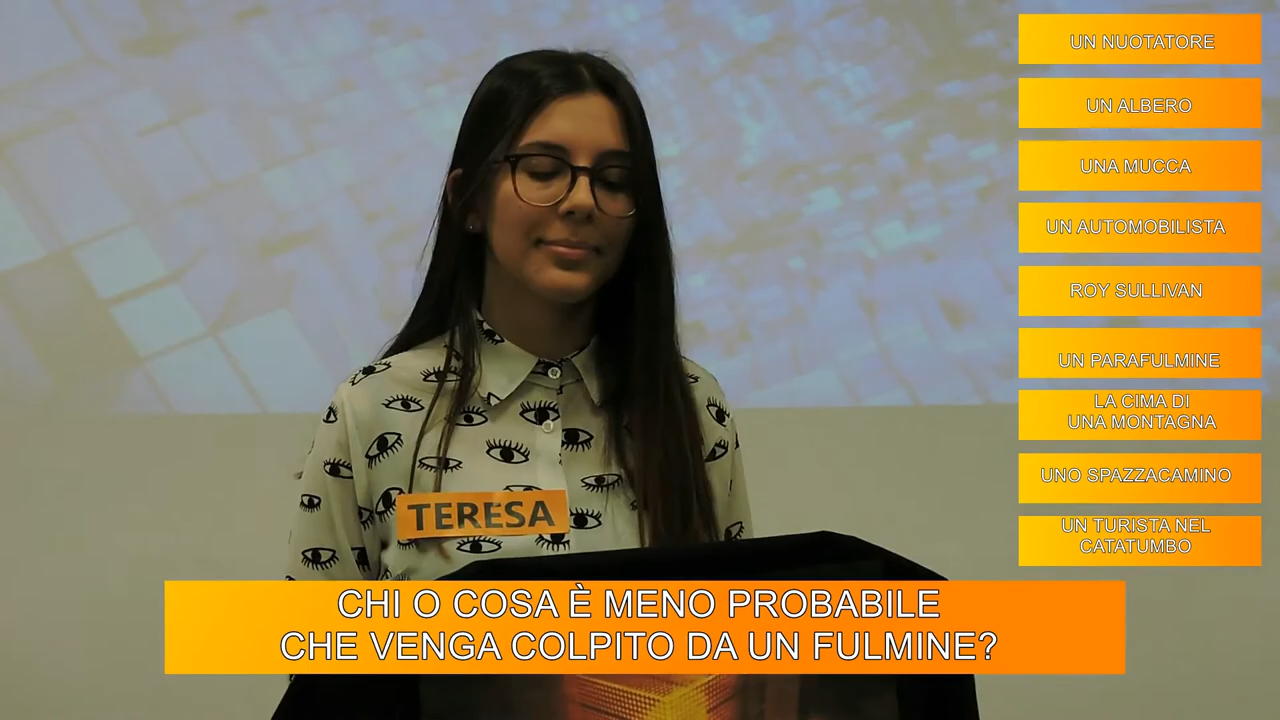 UN NUOTATORE
UN ALBERO
UNA MUCCA
UN AUTOMOBILISTA
ROY SULLIVAN
UN PARAFULMINE
LA CIMA DI
UNA MONTAGNA
UNO SPAZZACAMINO
UN TURISTA NEL
CATATUMBO
TERESA
CHI O COSA È MENO PROBABILE
CHE VENGA COLPITO DA UN FULMINE?